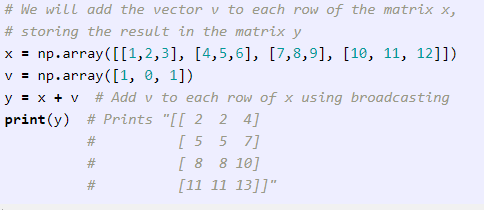 # We will add the vector v to each row of the matrix x,
# storing the result in the matrix y
x = np.array([[1,2,3], [4,5,6], [7,8,9], [10, 11, 12]])
v = np.array([1, 0, 1])
y = x + v  # Add v to each row of x using broadcasting
print(y)  # Prints "[[ 2  2  4]
          #          [ 5  5  7]
          #          [ 8  8 10]
          #          [11 11 13]]"